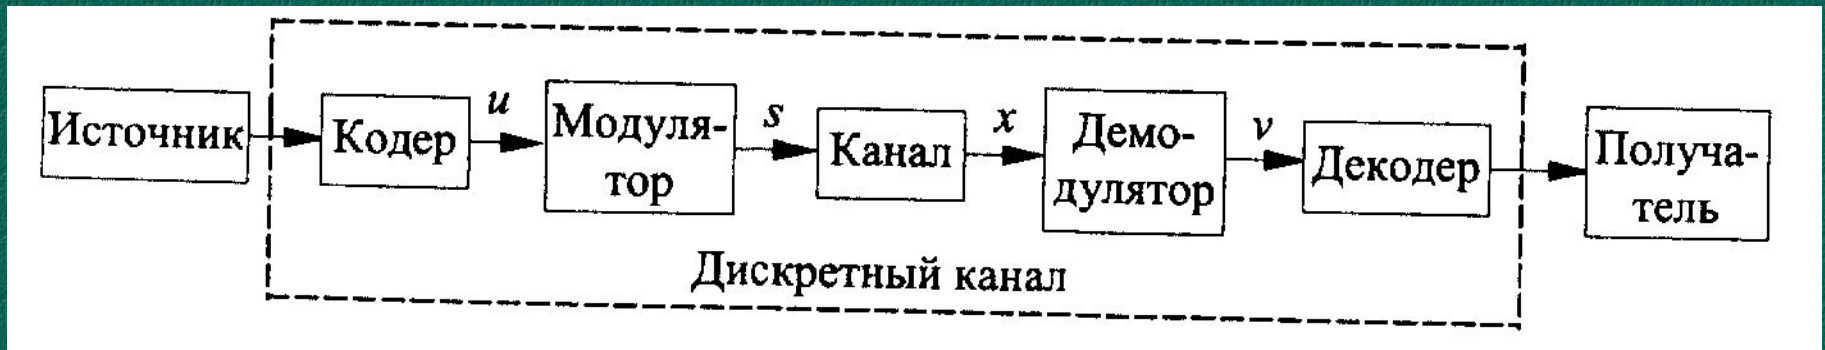 Источник
Кодер
u
Модуля-
тор
s
Канал
x
Демо-
дулятор
v
Декодер
Получа-
тель
Дискретный канал